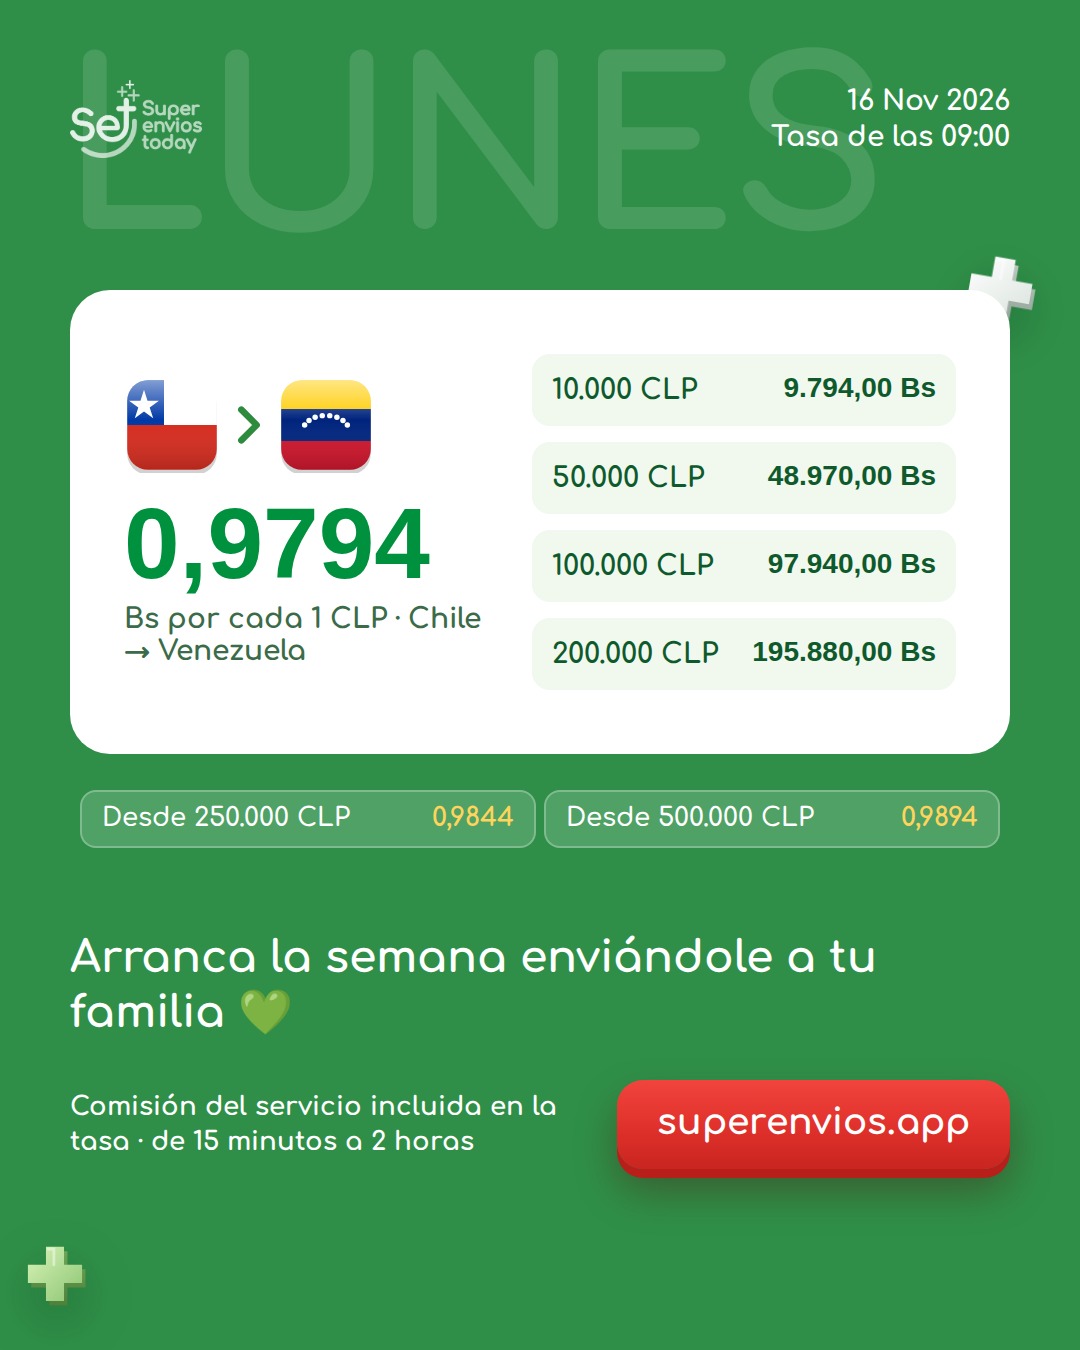 LUNES
Set
Super
envios
today
16 Nov 2026
Tasa de las 09:00
0,9794
Bs por cada 1 CLP · Chile
→ Venezuela
10.000 CLP 9.794,00 Bs
50.000 CLP 48.970,00 Bs
100.000 CLP 97.940,00 Bs
200.000 CLP 195.880,00 Bs
Desde 250.000 CLP 0,9844
Desde 500.000 CLP 0,9894
Arranca la semana enviándole a tu
familia 💚
Comisión del servicio incluida en la
tasa · de 15 minutos a 2 horas
superenvios.app